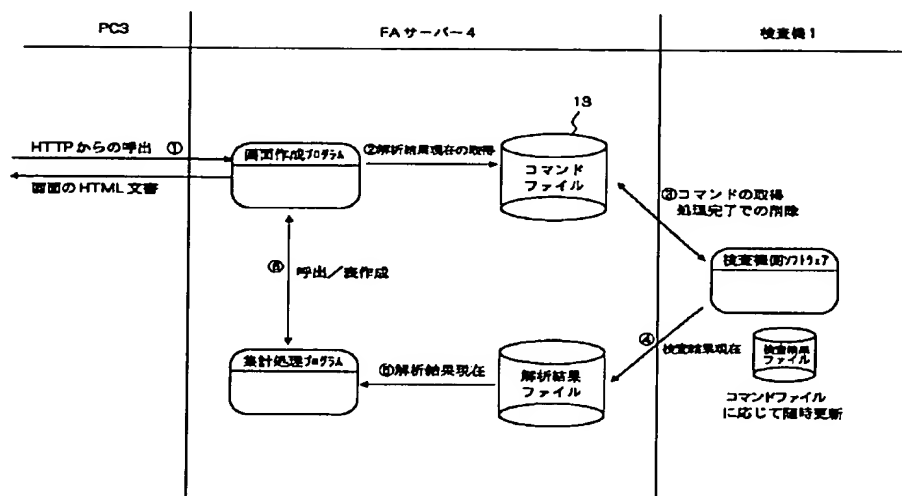 PC3
FAサーバー4
検査機1
13
HTTPからの呼出 ①
画面のHTML文書
画面作成プログラム
②解析結果現在の取得
コマンド
ファイル
③コマンドの取得
処理完了での削除
検査機側ソフトウェア
⑥
呼出/表作成
④
検査結果現在
検査結果
ファイル
コマンドファイル
に応じて随時更新
集計処理プログラム
⑤解析結果現在
解析結果
ファイル